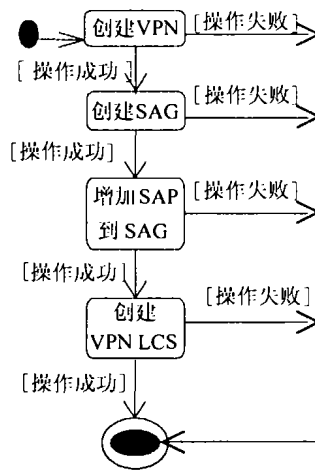 创建VPN
[操作失败]
[操作成功]
创建SAG
[操作失败]
[操作成功]
增加SAP
到SAG
[操作失败]
[操作成功]
创建
VPN LCS
[操作失败]
[操作成功]